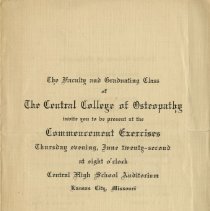 The Faculty and Graduating Class
of
The Central College of Osteopathy
invite you to be present at the
Commencement Exercises
Thursday evening, June twenty-second
at eight o'clock
Central High School Auditorium
Kansas City, Missouri